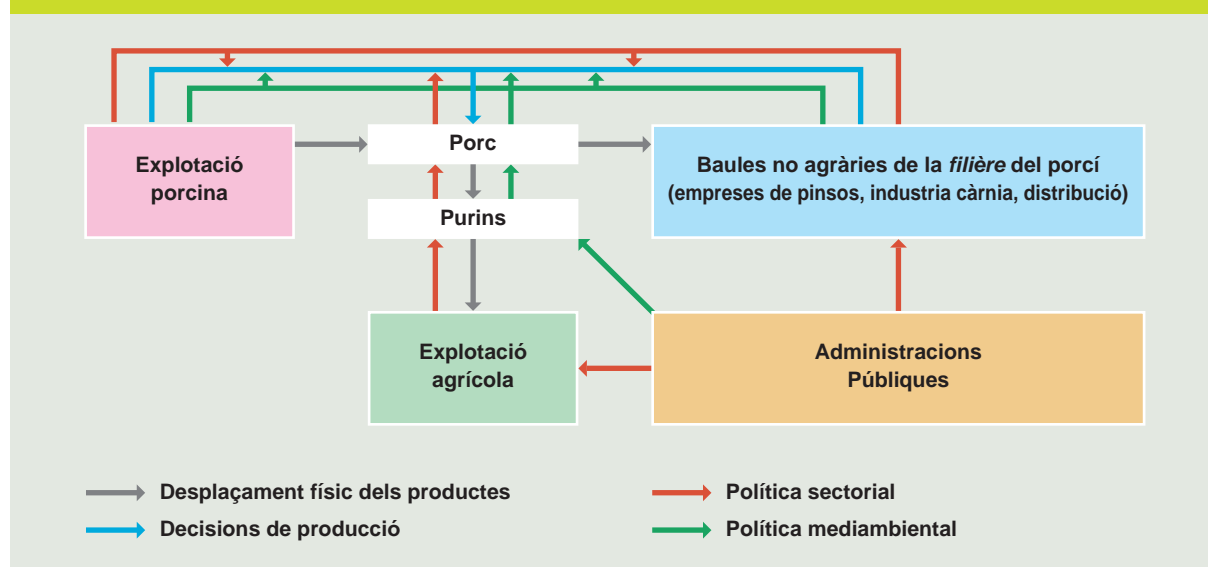 Explotació
porcina
Porc
Purins
Baules no agràries de la filière del porcí
(empreses de pinsos, industria càrnia, distribució)
Explotació
agrícola
Administracions
Públiques
Desplaçament físic dels productes
Decisions de producció
Política sectorial
Política mediambiental